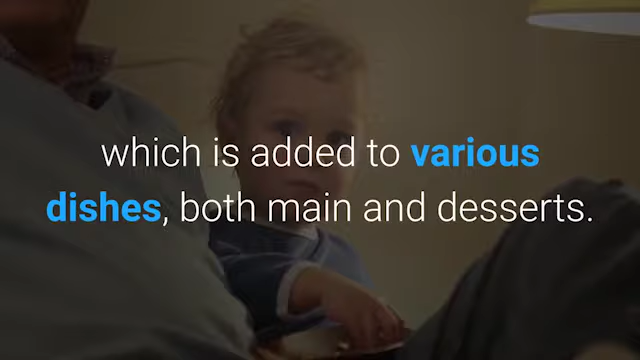 which is added to various
dishes, both main and desserts.